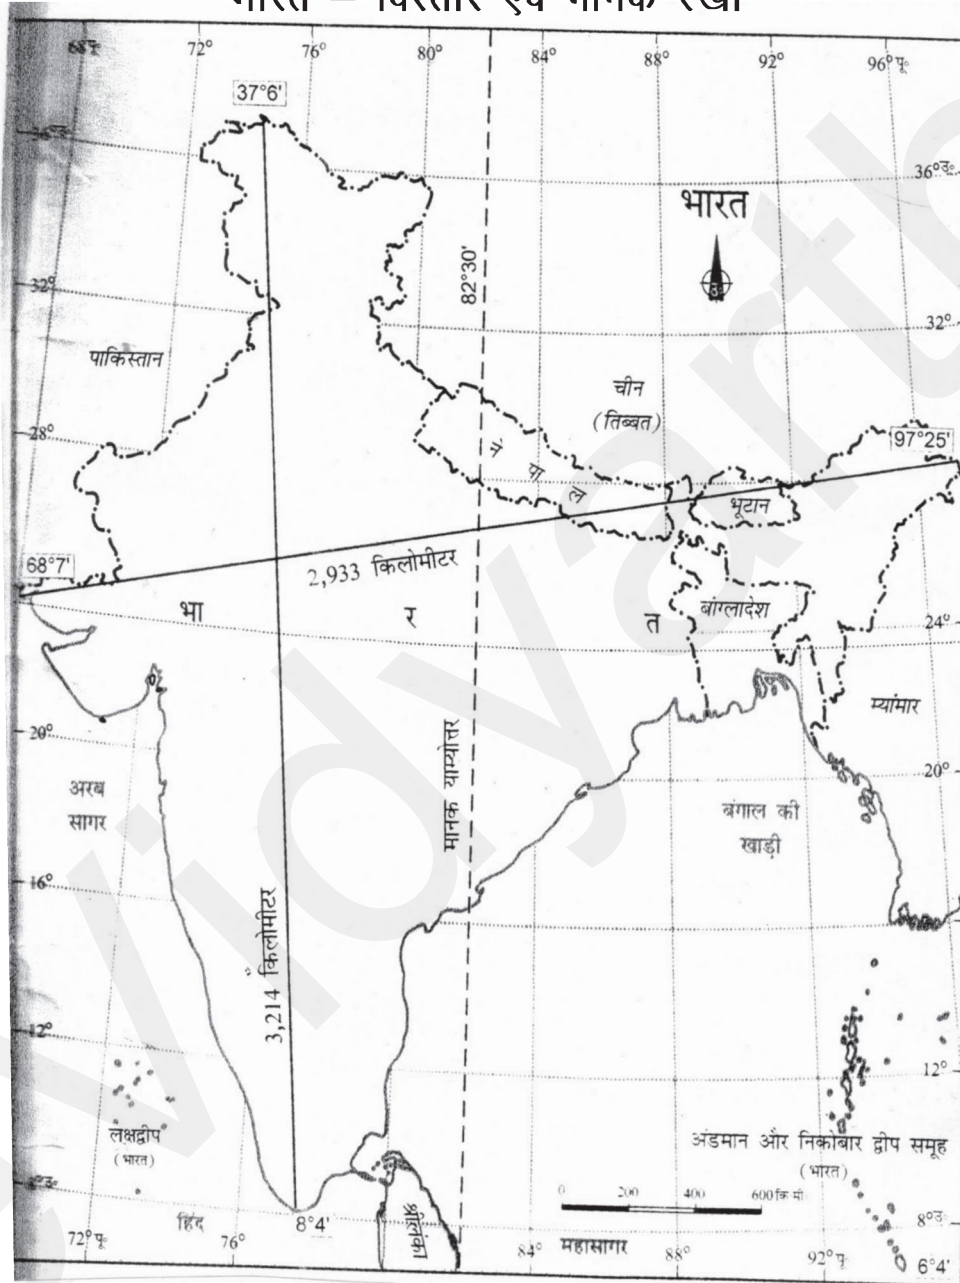 भारत – विस्तार एवं मानक रेखा
72° 76° 80° 84° 88° 92° 96°पू॰
37°6'
36°उ॰
भारत
82°30'
32° 32°
पाकिस्तान
चीन
(तिब्बत)
28°
97°25'
ने पा ल
भूटान
68°7'
2,933 किलोमीटर
भा र त
बांग्लादेश
24°
म्यांमार
मानक याम्योत्तर
20° 20°
अरब
सागर
बंगाल की
खाड़ी
16°
3,214 किलोमीटर
12° 12°
लक्षद्वीप
(भारत)
अंडमान और निकोबार द्वीप समूह
(भारत)
0 200 400 600 कि मी
8°उ॰ 8°उ॰
हिंद
8°4'
श्रीलंका
महासागर
72°पू॰ 76° 84° 88° 92°पू॰
6°4'